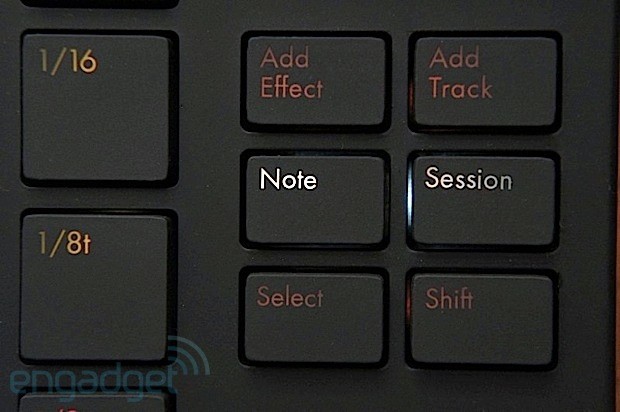 1/16
Add
Effect
Add
Track
Note
Session
1/8t
Select
Shift
engadget